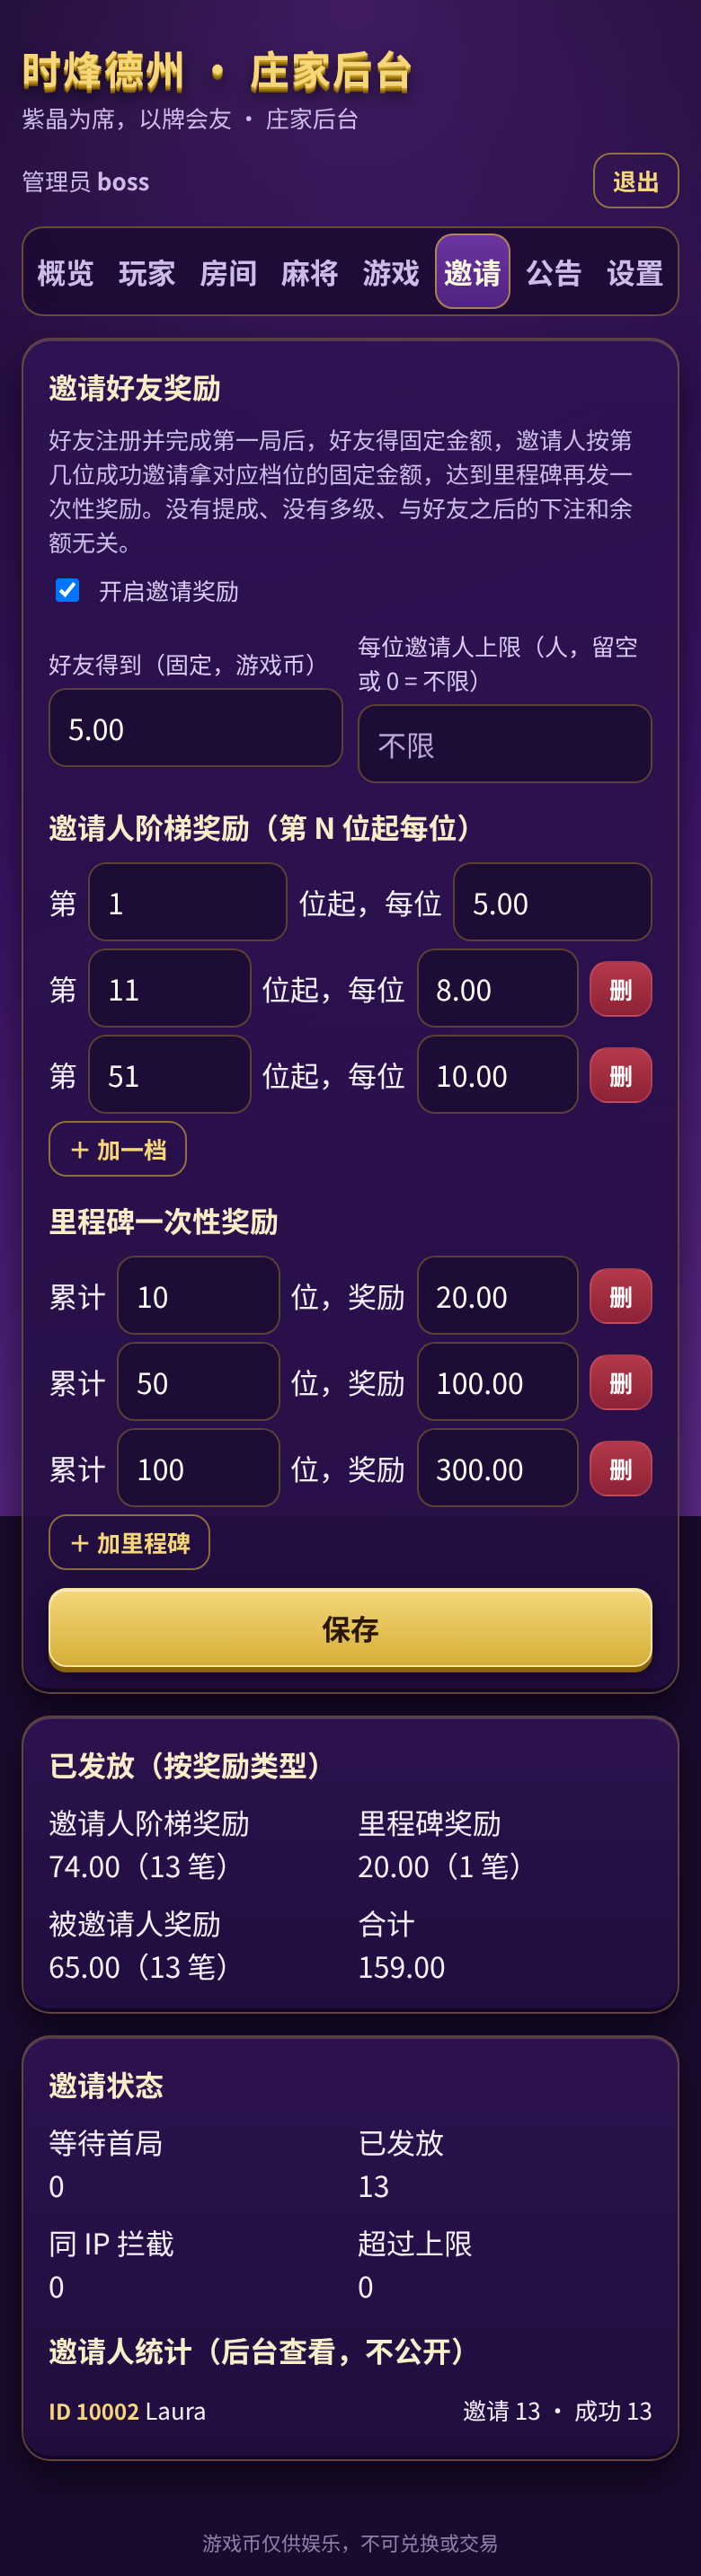 时烽德州 · 庄家后台
紫晶为席，以牌会友 · 庄家后台
管理员 boss
退出
概览 玩家 房间 麻将 游戏 邀请 公告 设置
邀请好友奖励
好友注册并完成第一局后，好友得固定金额，邀请人按第
几位成功邀请拿对应档位的固定金额，达到里程碑再发一
次性奖励。没有提成、没有多级、与好友之后的下注和余
额无关。
开启邀请奖励
好友得到（固定，游戏币）
5.00
每位邀请人上限（人，留空
或 0 = 不限）
不限
邀请人阶梯奖励（第 N 位起每位）
第 1 位起，每位 5.00
第 11 位起，每位 8.00 删
第 51 位起，每位 10.00 删
＋ 加一档
里程碑一次性奖励
累计 10 位，奖励 20.00 删
累计 50 位，奖励 100.00 删
累计 100 位，奖励 300.00 删
＋ 加里程碑
保存
已发放（按奖励类型）
邀请人阶梯奖励
74.00（13 笔）
里程碑奖励
20.00（1 笔）
被邀请人奖励
65.00（13 笔）
合计
159.00
邀请状态
等待首局
0
已发放
13
同 IP 拦截
0
超过上限
0
邀请人统计（后台查看，不公开）
ID 10002 Laura
邀请 13 · 成功 13
游戏币仅供娱乐，不可兑换或交易